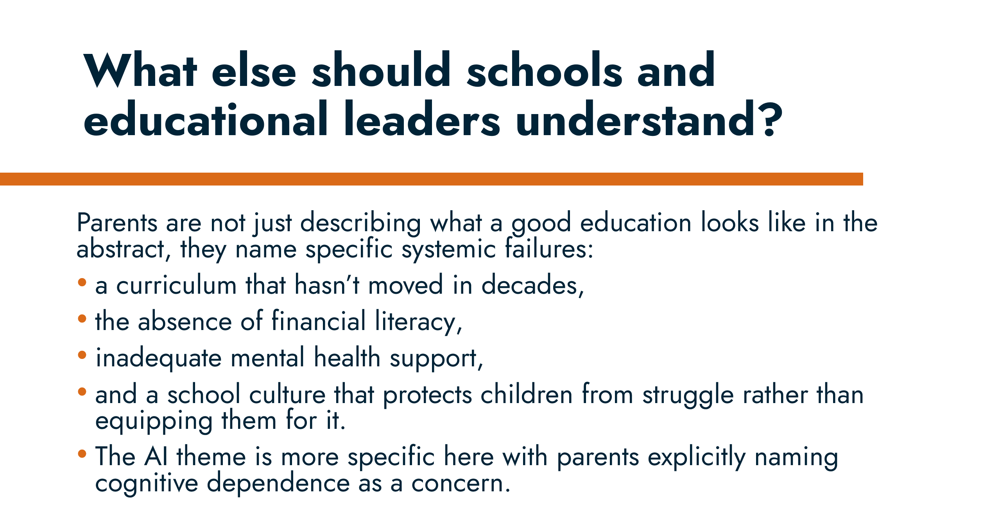 What else should schools and
educational leaders understand?
Parents are not just describing what a good education looks like in the
abstract, they name specific systemic failures:
• a curriculum that hasn’t moved in decades,
• the absence of financial literacy,
• inadequate mental health support,
• and a school culture that protects children from struggle rather than
equipping them for it.
• The AI theme is more specific here with parents explicitly naming
cognitive dependence as a concern.